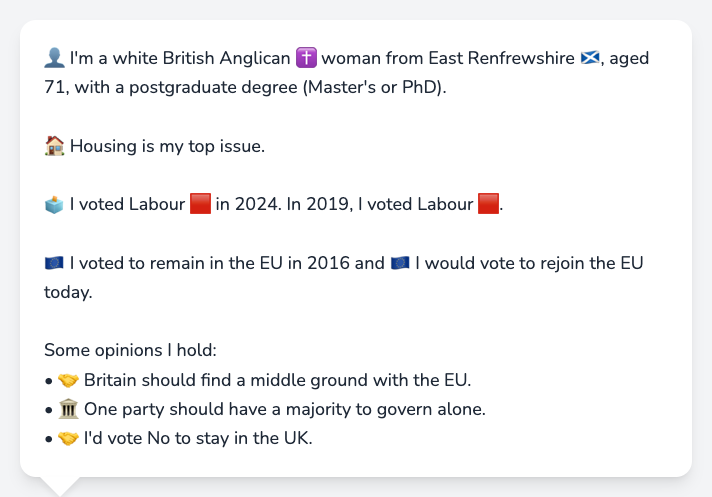 👤 I'm a white British Anglican ✝️ woman from East Renfrewshire 🏴󠁧󠁢󠁳󠁣󠁴󠁿, aged
71, with a postgraduate degree (Master's or PhD).
🏠 Housing is my top issue.
🗳️ I voted Labour 🟥 in 2024. In 2019, I voted Labour 🟥.
🇪🇺 I voted to remain in the EU in 2016 and 🇪🇺 I would vote to rejoin the EU
today.
Some opinions I hold:
• 🤝 Britain should find a middle ground with the EU.
• 🏛️ One party should have a majority to govern alone.
• 🤝 I'd vote No to stay in the UK.